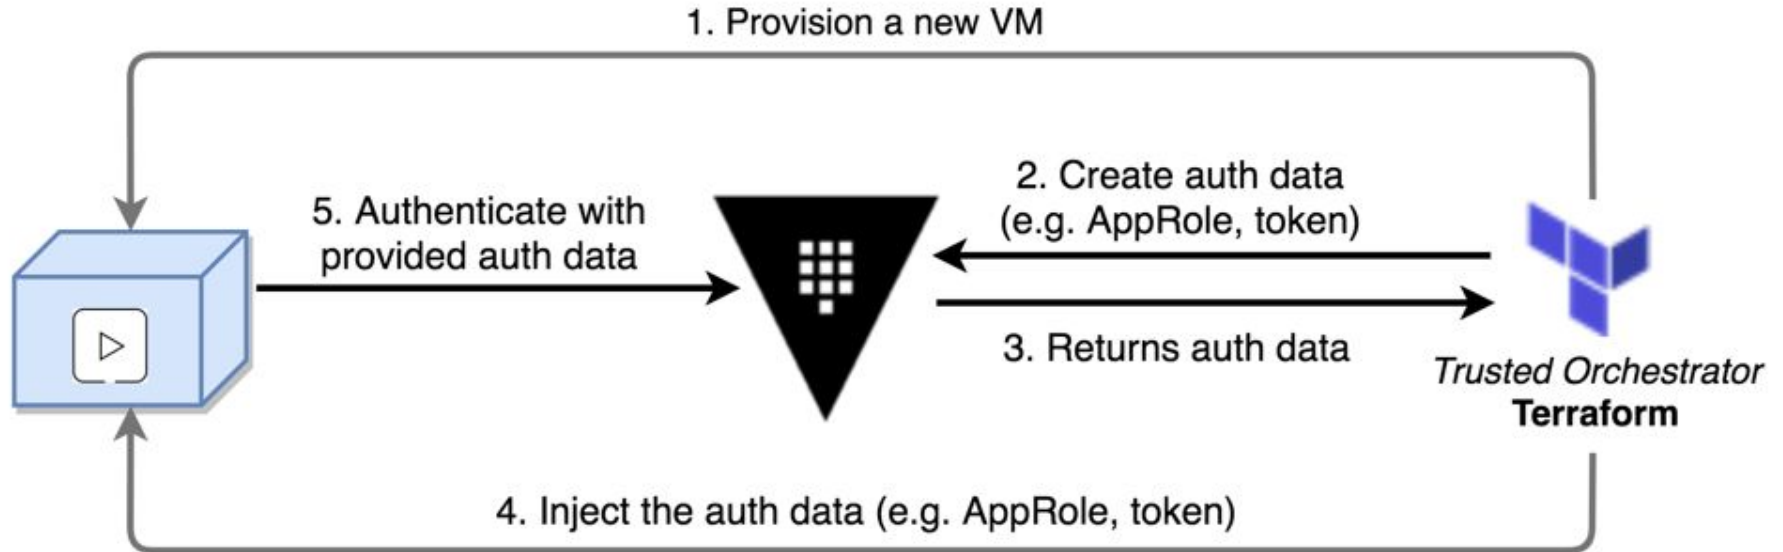 1. Provision a new VM
2. Create auth data
(e.g. AppRole, token)
5. Authenticate with
provided auth data
3. Returns auth data
Trusted Orchestrator
Terraform
4. Inject the auth data (e.g. AppRole, token)